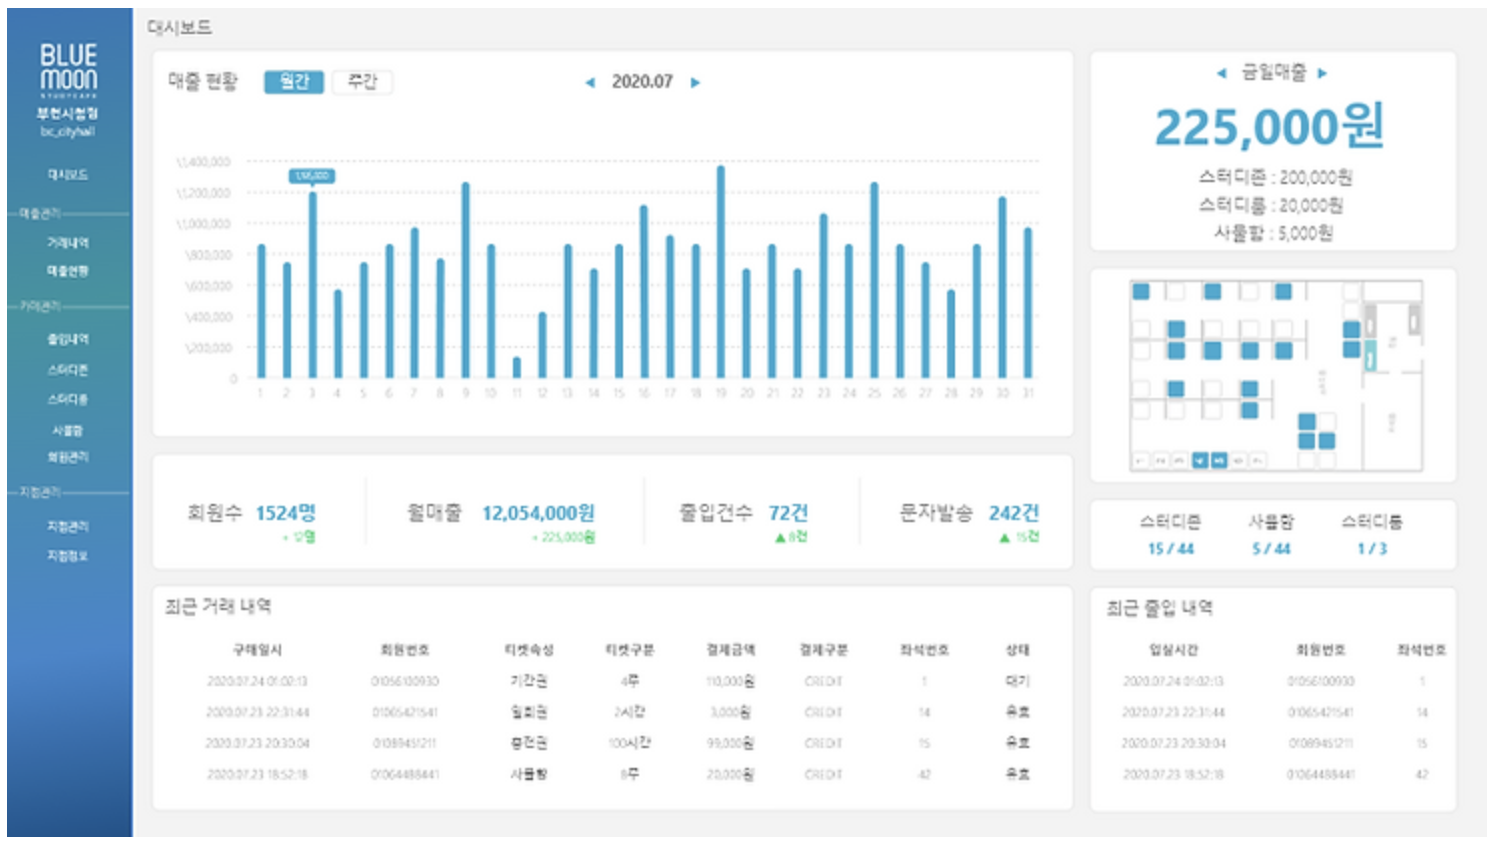 BLUE
moon
STUDYCAFE
부천시청점
bc_cityhall
대시보드
매출관리
거래내역
매출현황
카페관리
출입내역
스터디존
스터디룸
사물함
회원관리
지점관리
지점관리
지점정보
대시보드
매출 현황 월간 주간
◀ 2020.07 ▶
\1,400,000
\1,200,000
\1,000,000
\800,000
\600,000
\400,000
\200,000
0
1 2 3 4 5 6 7 8 9 10 11 12 13 14 15 16 17 18 19 20 21 22 23 24 25 26 27 28 29 30 31
회원수 1524명
+ 12명
월매출 12,054,000원
+ 225,000원
출입건수 72건
▲ 8건
문자발송 242건
▲ 15건
최근 거래 내역
구매일시 회원번호 티켓속성 티켓구분 결제금액 결제구분 좌석번호 상태
2020.07.24 01:02:13 01056100930 기간권 4주 110,000원 CREDIT 1 대기
2020.07.23 22:31:44 01065421541 일회권 2시간 3,000원 CREDIT 14 유효
2020.07.23 20:30:04 01089451211 충전권 100시간 99,000원 CREDIT 15 유효
2020.07.23 18:52:18 01064488441 사물함 8주 20,000원 CREDIT 42 유효
◀ 금일매출 ▶
225,000원
스터디존 : 200,000원
스터디룸 : 20,000원
사물함 : 5,000원
스터디존 사물함 스터디룸
15 / 44 5 / 44 1 / 3
최근 출입 내역
입실시간 회원번호 좌석번호
2020.07.24 01:02:13 01056100930 1
2020.07.23 22:31:44 01065421541 14
2020.07.23 20:30:04 01089451211 15
2020.07.23 18:52:18 01064488441 42